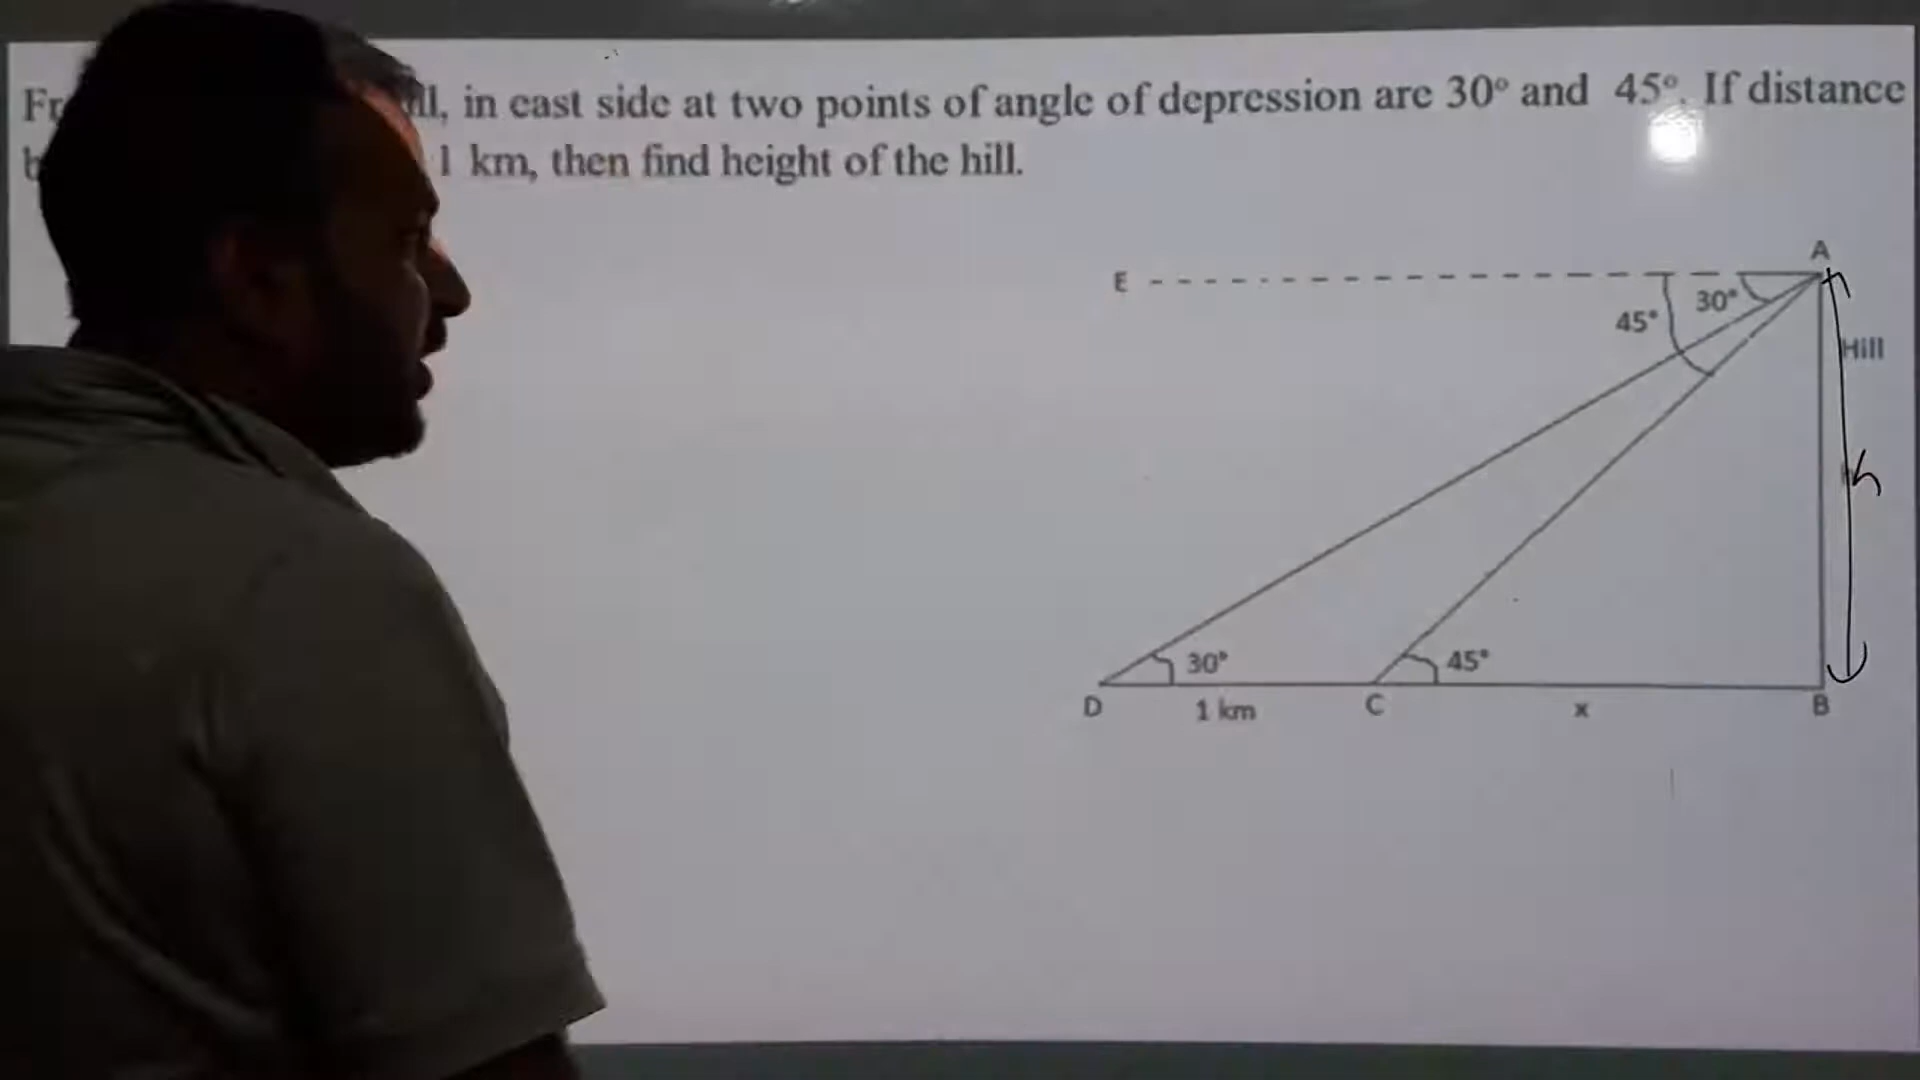 in east side at two points of angle of depression are 30° and 45°. If distance
1 km, then find height of the hill.
A
E
30°
45°
Hill
h
30°
45°
D
1 km
C
x
B